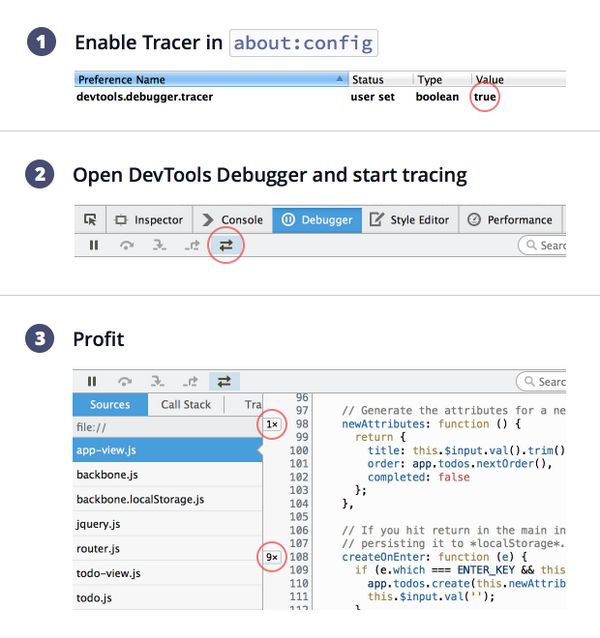 1 Enable Tracer in about:config
Preference Name Status Type Value
devtools.debugger.tracer user set boolean true
2 Open DevTools Debugger and start tracing
Inspector Console Debugger Style Editor Performance
Searc
3 Profit
Searc
Sources Call Stack Tra
file://
app-view.js
backbone.js
backbone.localStorage.js
jquery.js
router.js
todo-view.js
todo.js
1×
9×
96
97 // Generate the attributes for a ne
98 newAttributes: function () {
99 return {
100 title: this.$input.val().trim()
101 order: app.todos.nextOrder(),
102 completed: false
103 };
104 },
105
106 // If you hit return in the main in
107 // persisting it to *localStorage*.
108 createOnEnter: function (e) {
109 if (e.which === ENTER_KEY && this
110 app.todos.create(this.newAttrib
111 this.$input.val('');
112 }